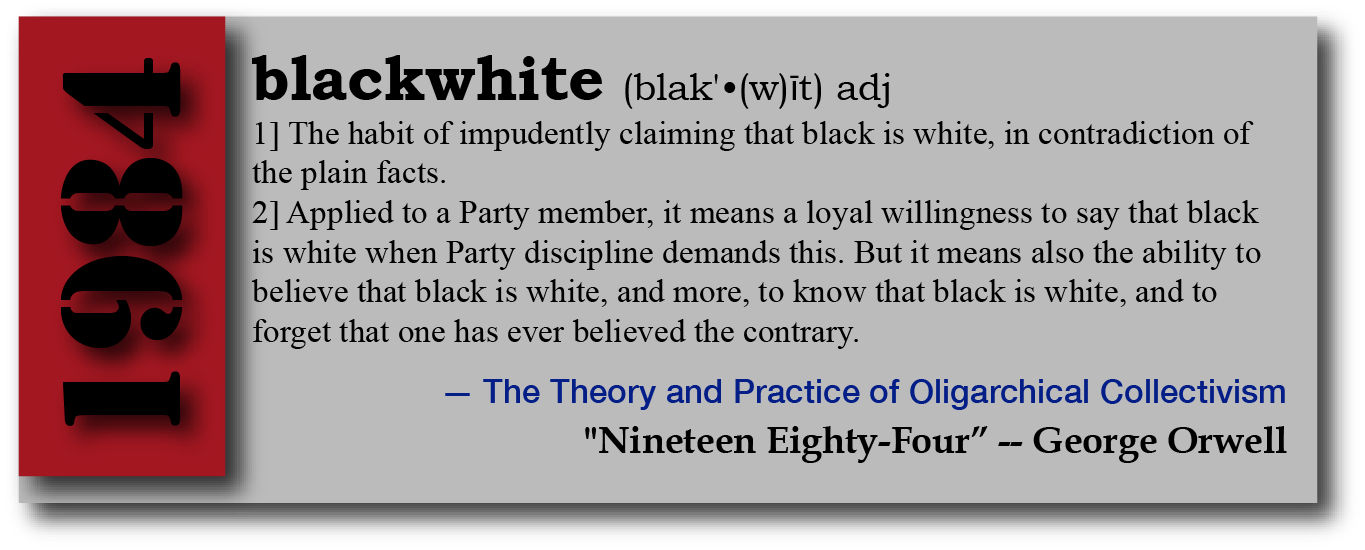 1984
blackwhite (blak'•(w)īt) adj
1] The habit of impudently claiming that black is white, in contradiction of
the plain facts.
2] Applied to a Party member, it means a loyal willingness to say that black
is white when Party discipline demands this. But it means also the ability to
believe that black is white, and more, to know that black is white, and to
forget that one has ever believed the contrary.
— The Theory and Practice of Oligarchical Collectivism
"Nineteen Eighty-Four” -- George Orwell